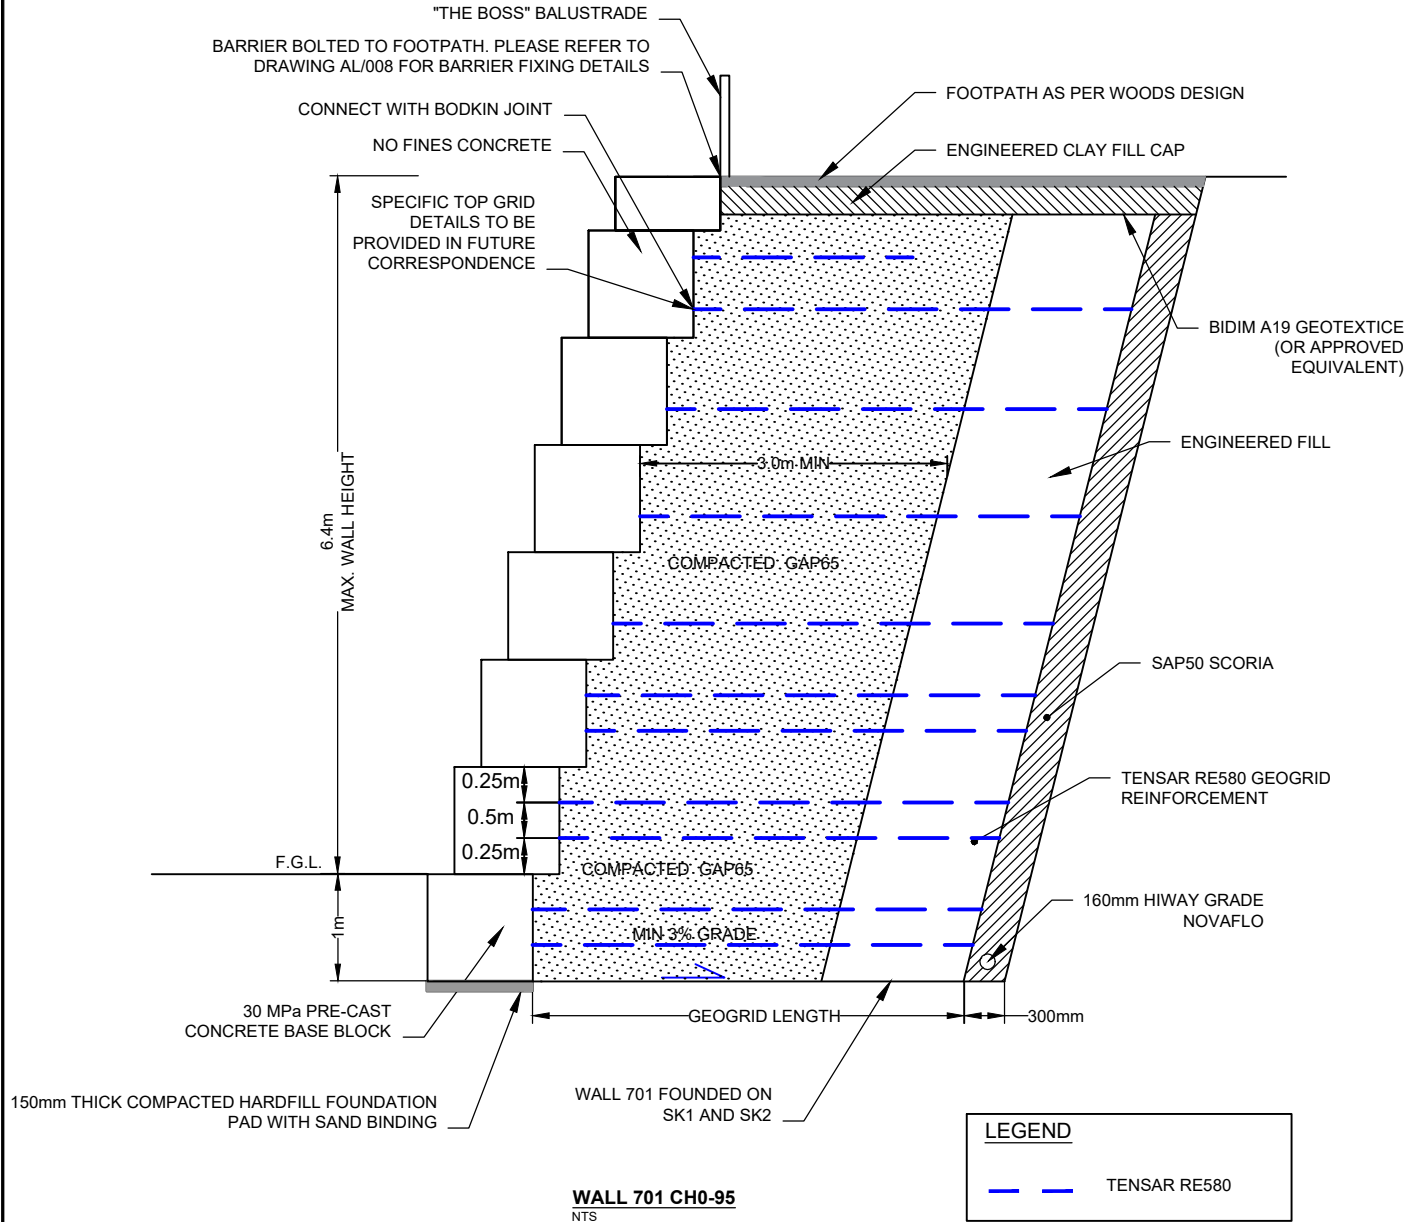 "THE BOSS" BALUSTRADE
BARRIER BOLTED TO FOOTPATH. PLEASE REFER TO
DRAWING AL/008 FOR BARRIER FIXING DETAILS
CONNECT WITH BODKIN JOINT
NO FINES CONCRETE
SPECIFIC TOP GRID
DETAILS TO BE
PROVIDED IN FUTURE
CORRESPONDENCE
FOOTPATH AS PER WOODS DESIGN
ENGINEERED CLAY FILL CAP
BIDIM A19 GEOTEXTICE
(OR APPROVED
EQUIVALENT)
ENGINEERED FILL
3.0m MIN
6.4m
MAX. WALL HEIGHT
COMPACTED GAP65
SAP50 SCORIA
0.25m
0.5m
0.25m
TENSAR RE580 GEOGRID
REINFORCEMENT
F.G.L.
COMPACTED GAP65
1m
MIN 3% GRADE
160mm HIWAY GRADE
NOVAFLO
30 MPa PRE-CAST
CONCRETE BASE BLOCK
GEOGRID LENGTH
300mm
150mm THICK COMPACTED HARDFILL FOUNDATION
PAD WITH SAND BINDING
WALL 701 FOUNDED ON
SK1 AND SK2
LEGEND
TENSAR RE580
WALL 701 CH0-95
NTS